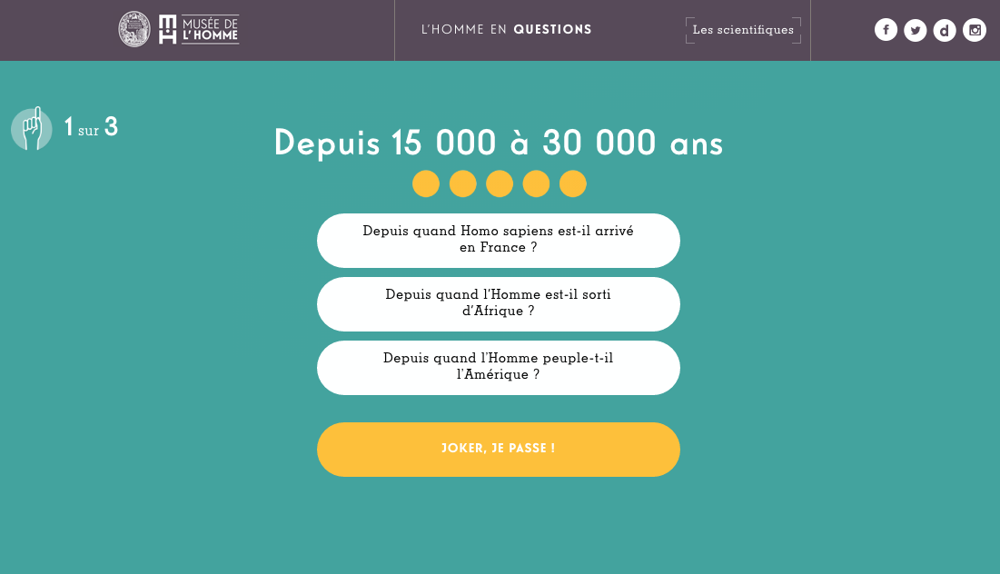 MUSÉE DE
L'HOMME
L'HOMME EN QUESTIONS
Les scientifiques
1 sur 3
Depuis 15 000 à 30 000 ans
Depuis quand Homo sapiens est-il arrivé
en France ?
Depuis quand l'Homme est-il sorti
d'Afrique ?
Depuis quand l'Homme peuple-t-il
l'Amérique ?
JOKER, JE PASSE !